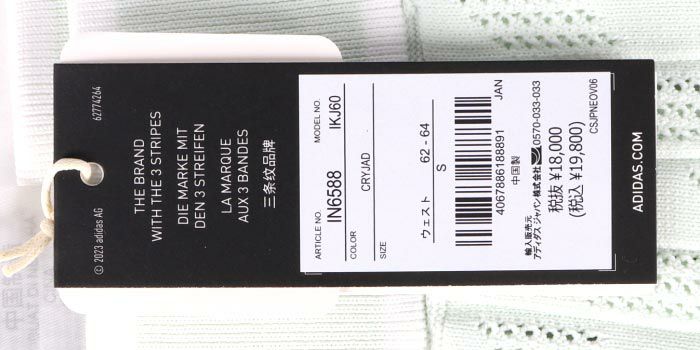 62774264
THE BRAND
WITH THE 3 STRIPES
DIE MARKE MIT
DEN 3 STREIFEN
LA MARQUE
AUX 3 BANDES
三条纹品牌
© 2023 adidas AG
ARTICLE NO. MODEL NO.
IN6588 IKJ60
COLOR
CRYJAD
SIZE
ウェスト 62 - 64
S
JAN
4067886188891
中国製
輸入販売元
アディダス ジャパン株式会社 0570-033-033
税抜 ¥18,000
(税込 ¥19,800)
CSJPNEOV06
ADIDAS.COM